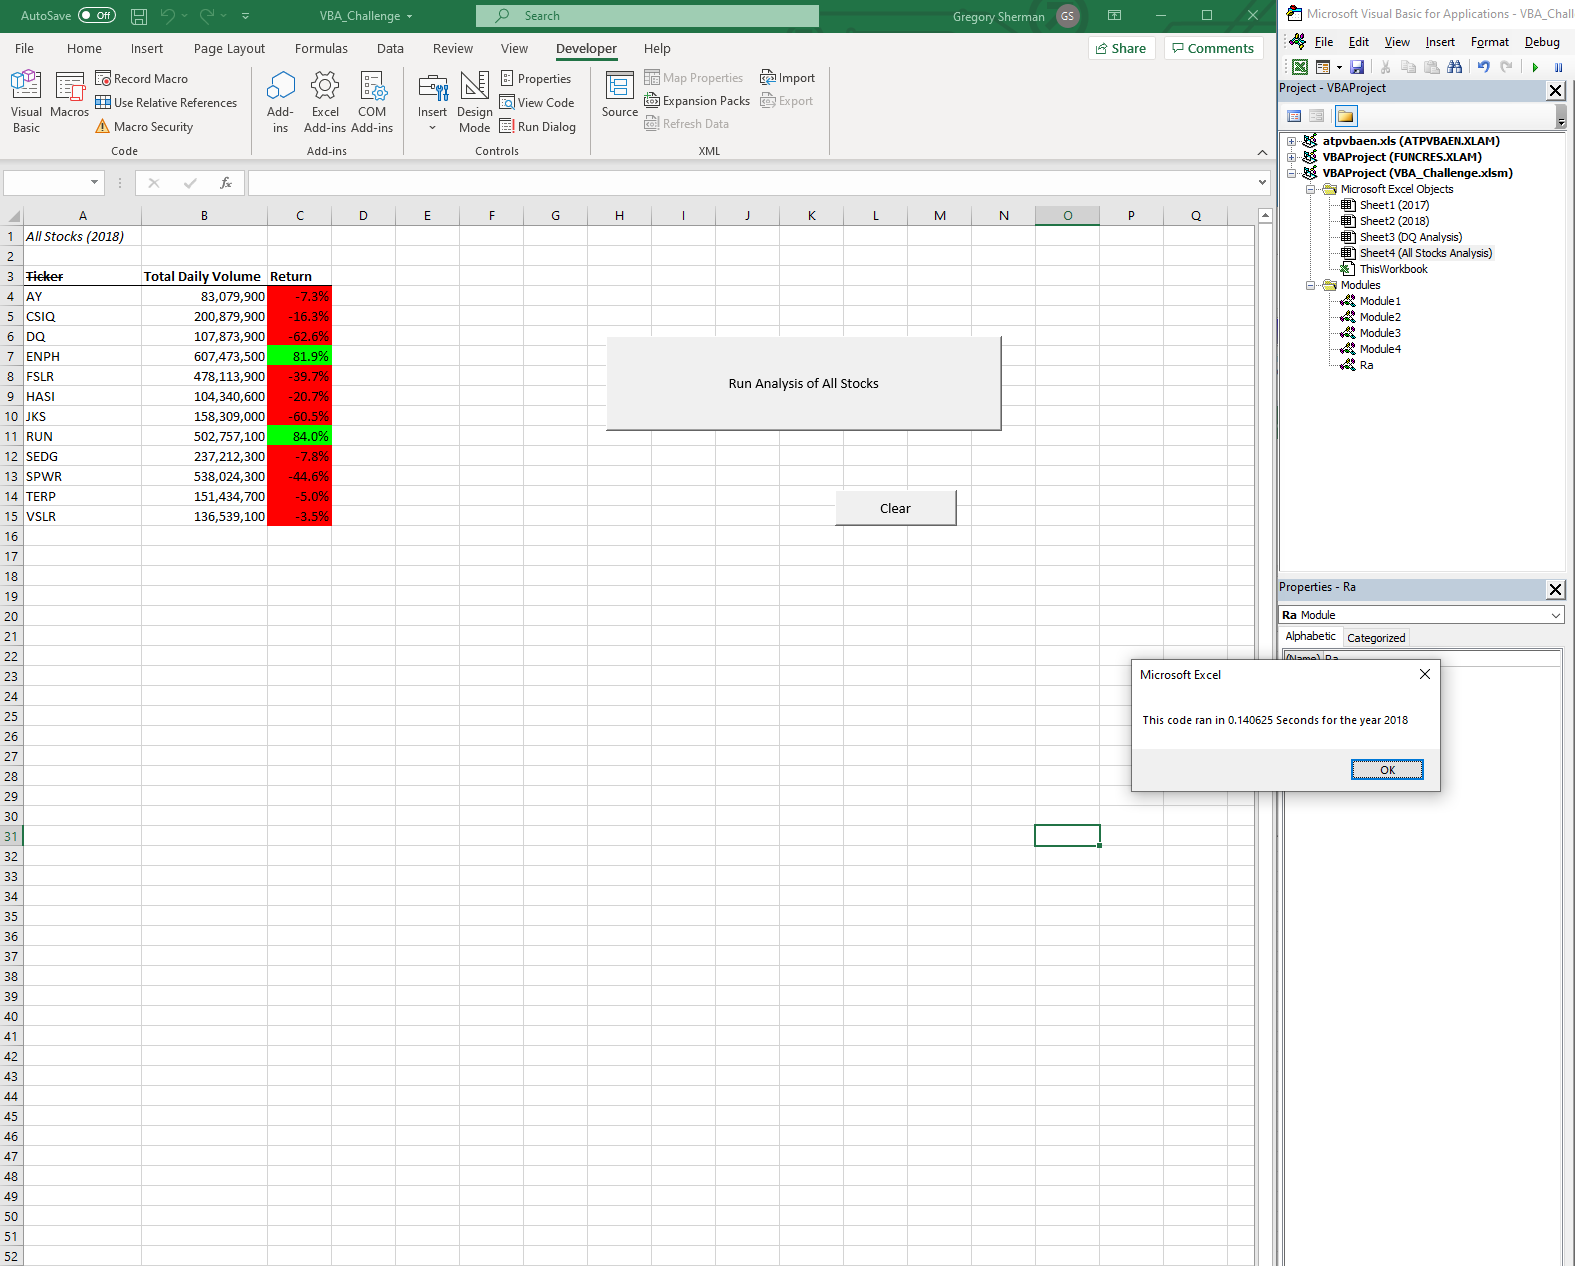 AutoSave Off VBA_Challenge Search Gregory Sherman GS
File Home Insert Page Layout Formulas Data Review View Developer Help Share Comments
Visual Basic Macros Record Macro
Use Relative References
Macro Security
Code
Add-ins Excel Add-ins COM Add-ins
Add-ins
Insert Design Mode Properties
View Code
Run Dialog
Controls
Source Map Properties
Expansion Packs
Refresh Data
Import
Export
XML
fx
A B C D E F G H I J K L M N O P Q
1 All Stocks (2018)
2
3 Ticker Total Daily Volume Return
4 AY 83,079,900 -7.3%
5 CSIQ 200,879,900 -16.3%
6 DQ 107,873,900 -62.6%
7 ENPH 607,473,500 81.9%
8 FSLR 478,113,900 -39.7%
9 HASI 104,340,600 -20.7%
10 JKS 158,309,000 -60.5%
11 RUN 502,757,100 84.0%
12 SEDG 237,212,300 -7.8%
13 SPWR 538,024,300 -44.6%
14 TERP 151,434,700 -5.0%
15 VSLR 136,539,100 -3.5%
16
17
18
19
20
21
22
23
24
25
26
27
28
29
30
31
32
33
34
35
36
37
38
39
40
41
42
43
44
45
46
47
48
49
50
51
52
Run Analysis of All Stocks
Clear
Microsoft Visual Basic for Applications - VBA_Chall
File Edit View Insert Format Debug
Project - VBAProject
atpvbaen.xls (ATPVBAEN.XLAM)
VBAProject (FUNCRES.XLAM)
VBAProject (VBA_Challenge.xlsm)
Microsoft Excel Objects
Sheet1 (2017)
Sheet2 (2018)
Sheet3 (DQ Analysis)
Sheet4 (All Stocks Analysis)
ThisWorkbook
Modules
Module1
Module2
Module3
Module4
Ra
Properties - Ra
Ra Module
Alphabetic Categorized
(Name) Ra
Microsoft Excel
This code ran in 0.140625 Seconds for the year 2018
OK